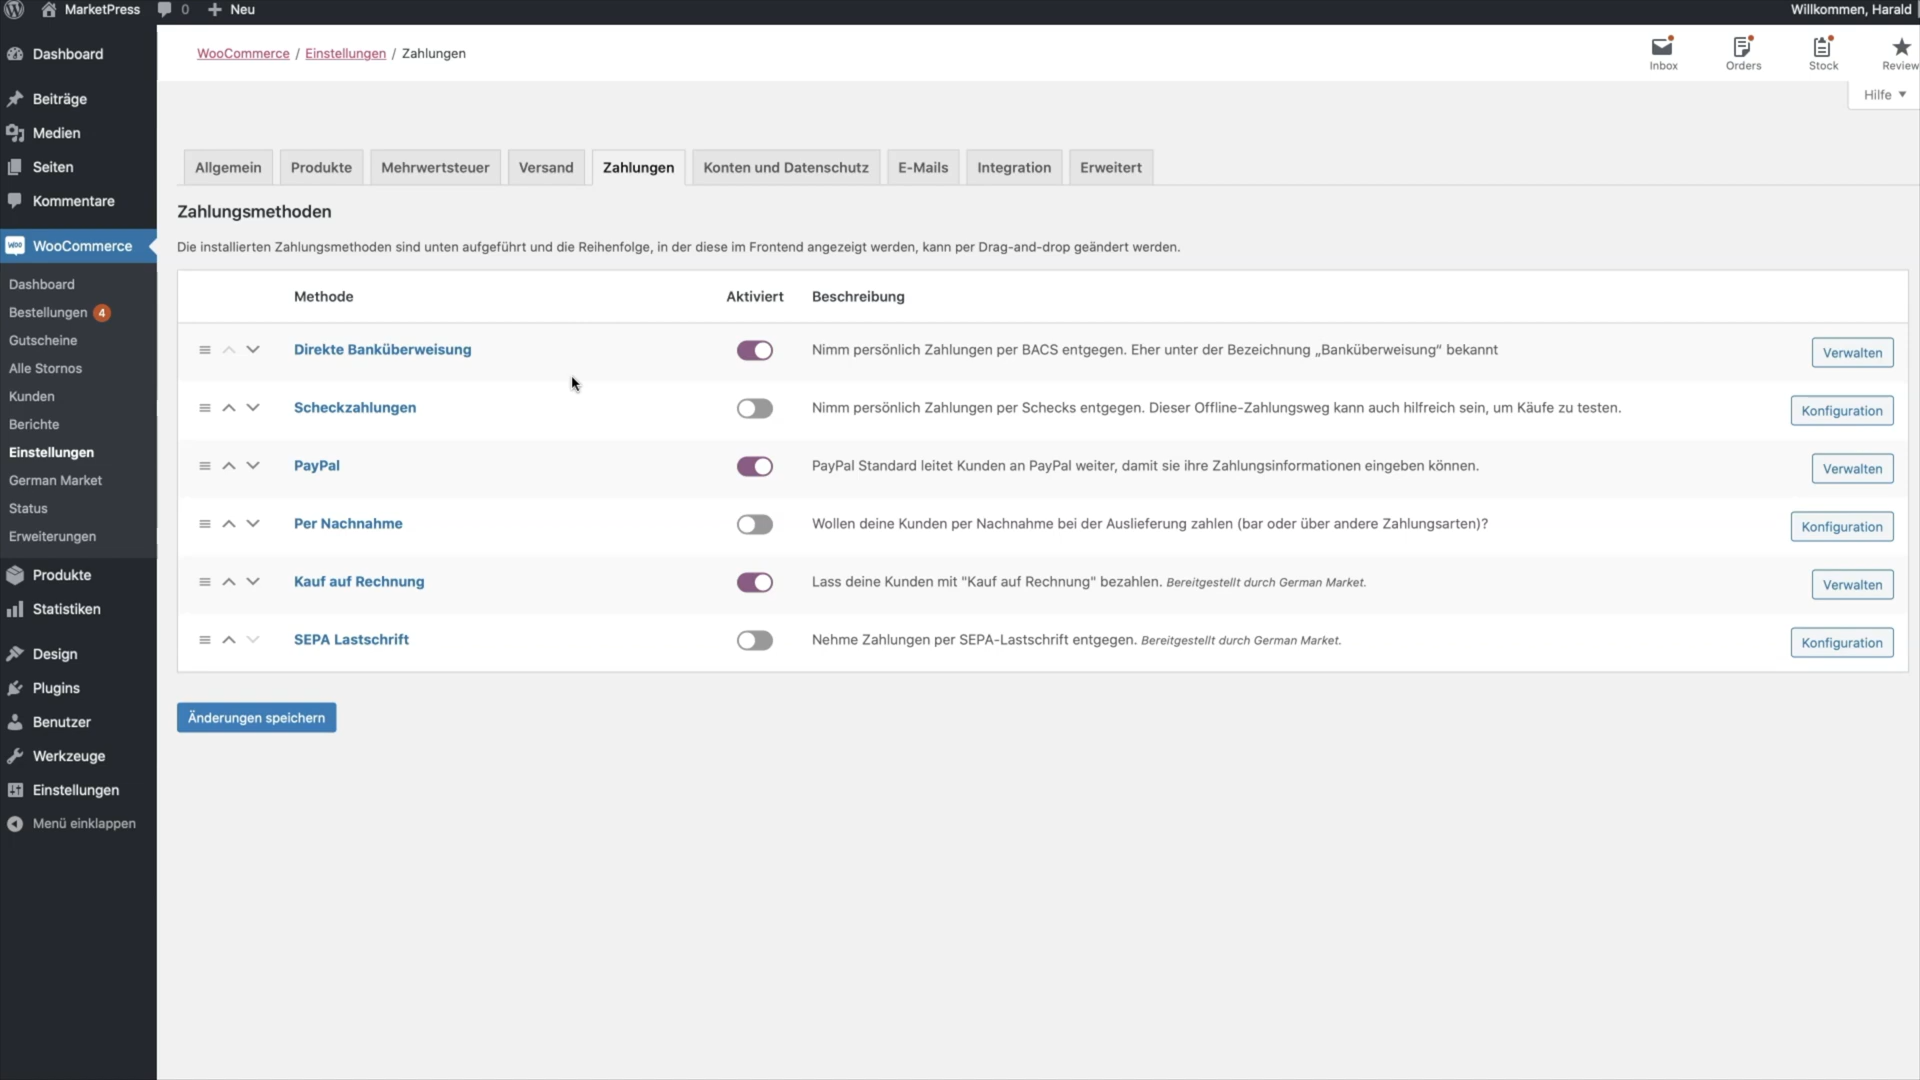 MarketPress 0 Neu Willkommen, Harald
Dashboard
Beiträge
Medien
Seiten
Kommentare
WooCommerce
Dashboard
Bestellungen 4
Gutscheine
Alle Stornos
Kunden
Berichte
Einstellungen
German Market
Status
Erweiterungen
Produkte
Statistiken
Design
Plugins
Benutzer
Werkzeuge
Einstellungen
Menü einklappen
WooCommerce / Einstellungen / Zahlungen
Inbox Orders Stock Review
Hilfe
Allgemein Produkte Mehrwertsteuer Versand Zahlungen Konten und Datenschutz E-Mails Integration Erweitert
Zahlungsmethoden
Die installierten Zahlungsmethoden sind unten aufgeführt und die Reihenfolge, in der diese im Frontend angezeigt werden, kann per Drag-and-drop geändert werden.
Methode Aktiviert Beschreibung
Direkte Banküberweisung Nimm persönlich Zahlungen per BACS entgegen. Eher unter der Bezeichnung „Banküberweisung“ bekannt Verwalten
Scheckzahlungen Nimm persönlich Zahlungen per Schecks entgegen. Dieser Offline-Zahlungsweg kann auch hilfreich sein, um Käufe zu testen. Konfiguration
PayPal PayPal Standard leitet Kunden an PayPal weiter, damit sie ihre Zahlungsinformationen eingeben können. Verwalten
Per Nachnahme Wollen deine Kunden per Nachnahme bei der Auslieferung zahlen (bar oder über andere Zahlungsarten)? Konfiguration
Kauf auf Rechnung Lass deine Kunden mit "Kauf auf Rechnung" bezahlen. Bereitgestellt durch German Market. Verwalten
SEPA Lastschrift Nehme Zahlungen per SEPA-Lastschrift entgegen. Bereitgestellt durch German Market. Konfiguration
Änderungen speichern